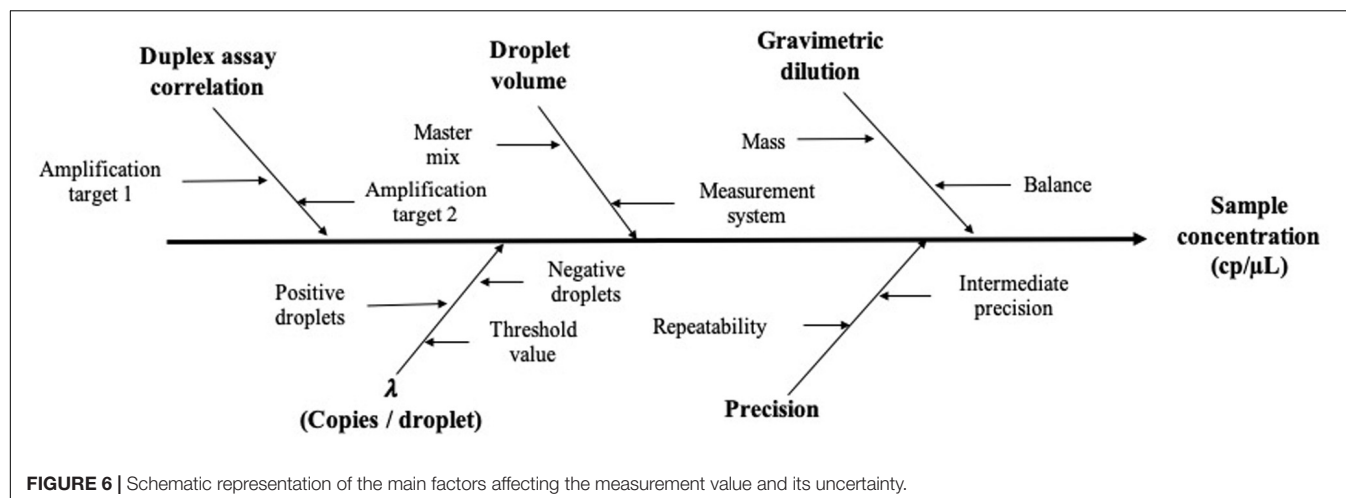 Duplex assay
correlation
Droplet
volume
Gravimetric
dilution
Amplification
target 1
Amplification
target 2
Master
mix
Measurement
system
Mass
Balance
Sample
concentration
(cp/µL)
Positive
droplets
Negative
droplets
Threshold
value
λ
(Copies / droplet)
Repeatability
Intermediate
precision
Precision
FIGURE 6 | Schematic representation of the main factors affecting the measurement value and its uncertainty.